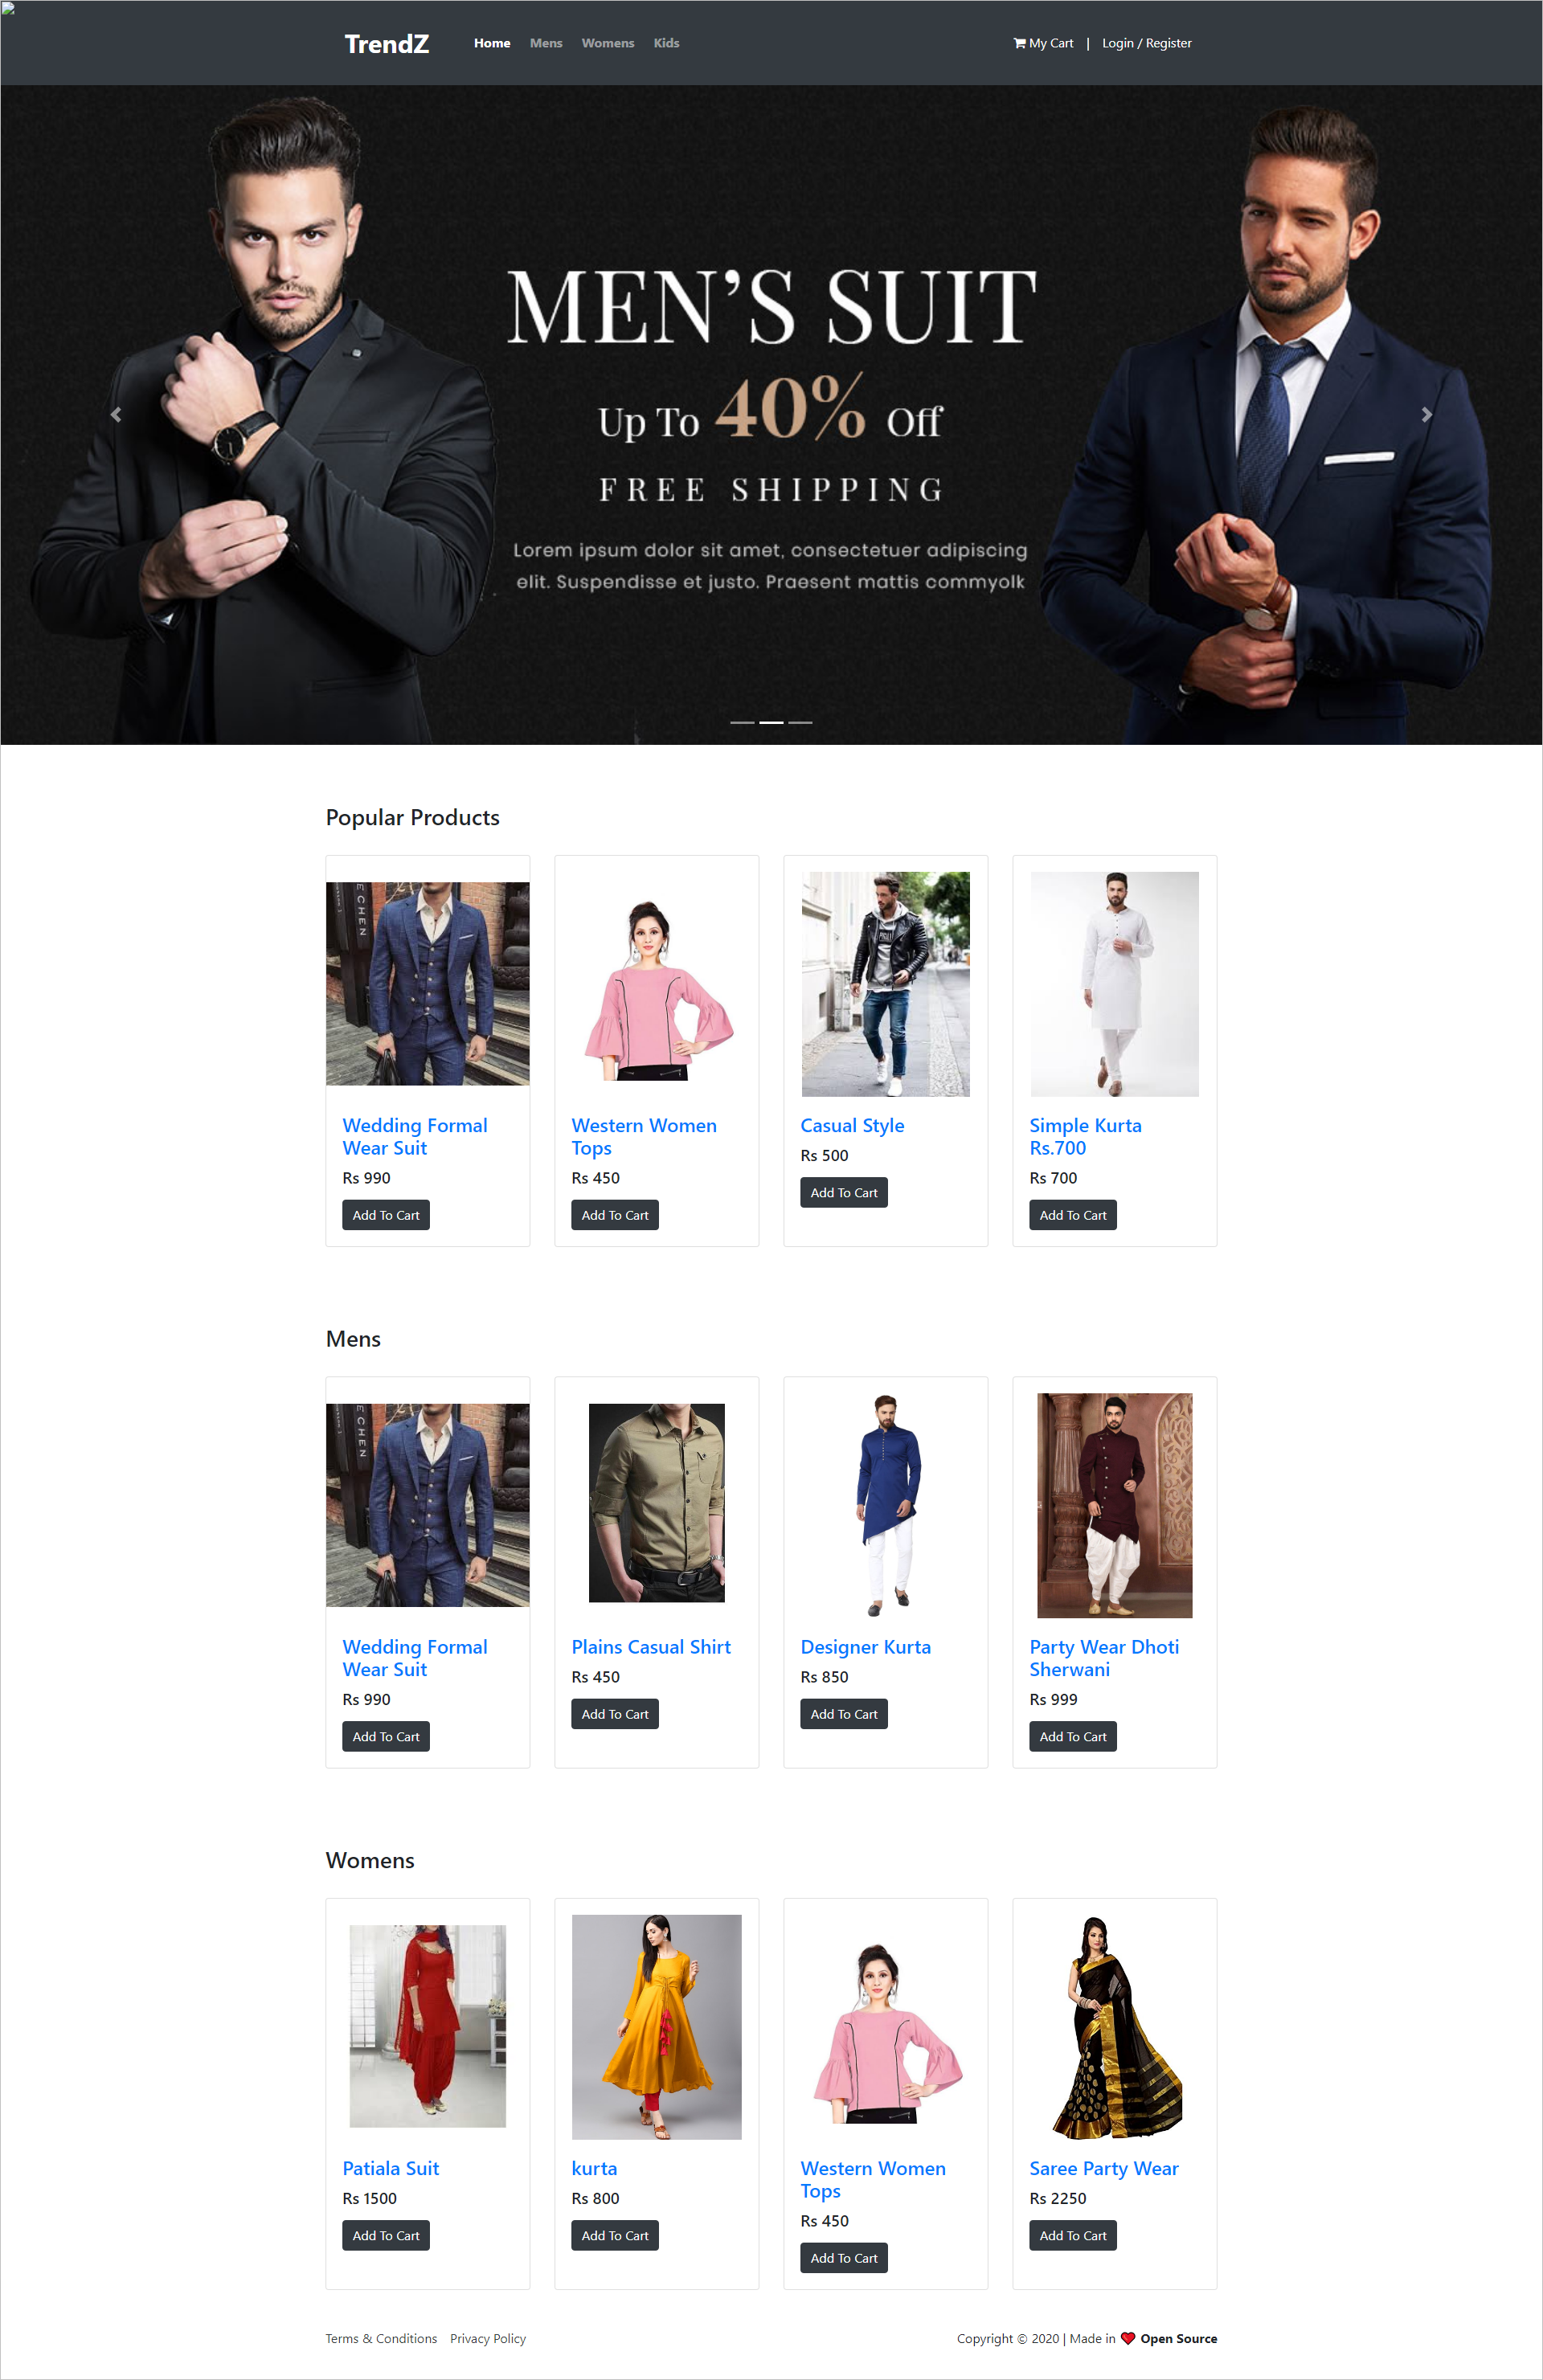 TrendZ Home Mens Womens Kids My Cart | Login / Register
MEN'S SUIT
Up To 40% Off
FREE SHIPPING
Lorem ipsum dolor sit amet, consectetuer adipiscing
elit. Suspendisse et justo. Praesent mattis commyolk
Popular Products
Wedding Formal
Wear Suit
Rs 990
Add To Cart
Western Women
Tops
Rs 450
Add To Cart
Casual Style
Rs 500
Add To Cart
Simple Kurta
Rs.700
Rs 700
Add To Cart
Mens
Wedding Formal
Wear Suit
Rs 990
Add To Cart
Plains Casual Shirt
Rs 450
Add To Cart
Designer Kurta
Rs 850
Add To Cart
Party Wear Dhoti
Sherwani
Rs 999
Add To Cart
Womens
Patiala Suit
Rs 1500
Add To Cart
kurta
Rs 800
Add To Cart
Western Women
Tops
Rs 450
Add To Cart
Saree Party Wear
Rs 2250
Add To Cart
Terms & Conditions Privacy Policy
Copyright © 2020 | Made in ❤ Open Source